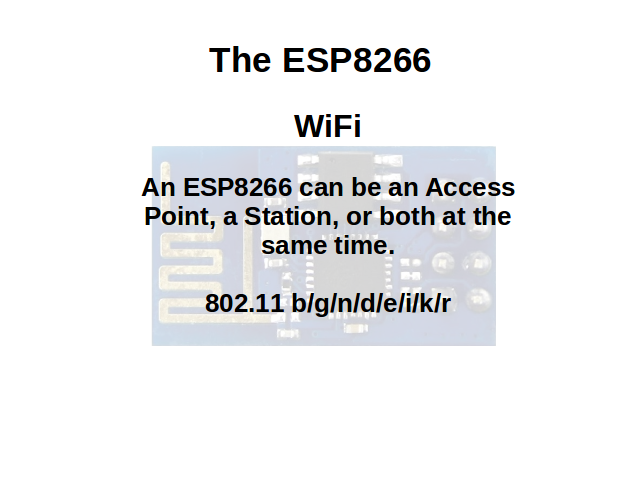 The ESP8266
WiFi
An ESP8266 can be an Access
Point, a Station, or both at the
same time.
802.11 b/g/n/d/e/i/k/r